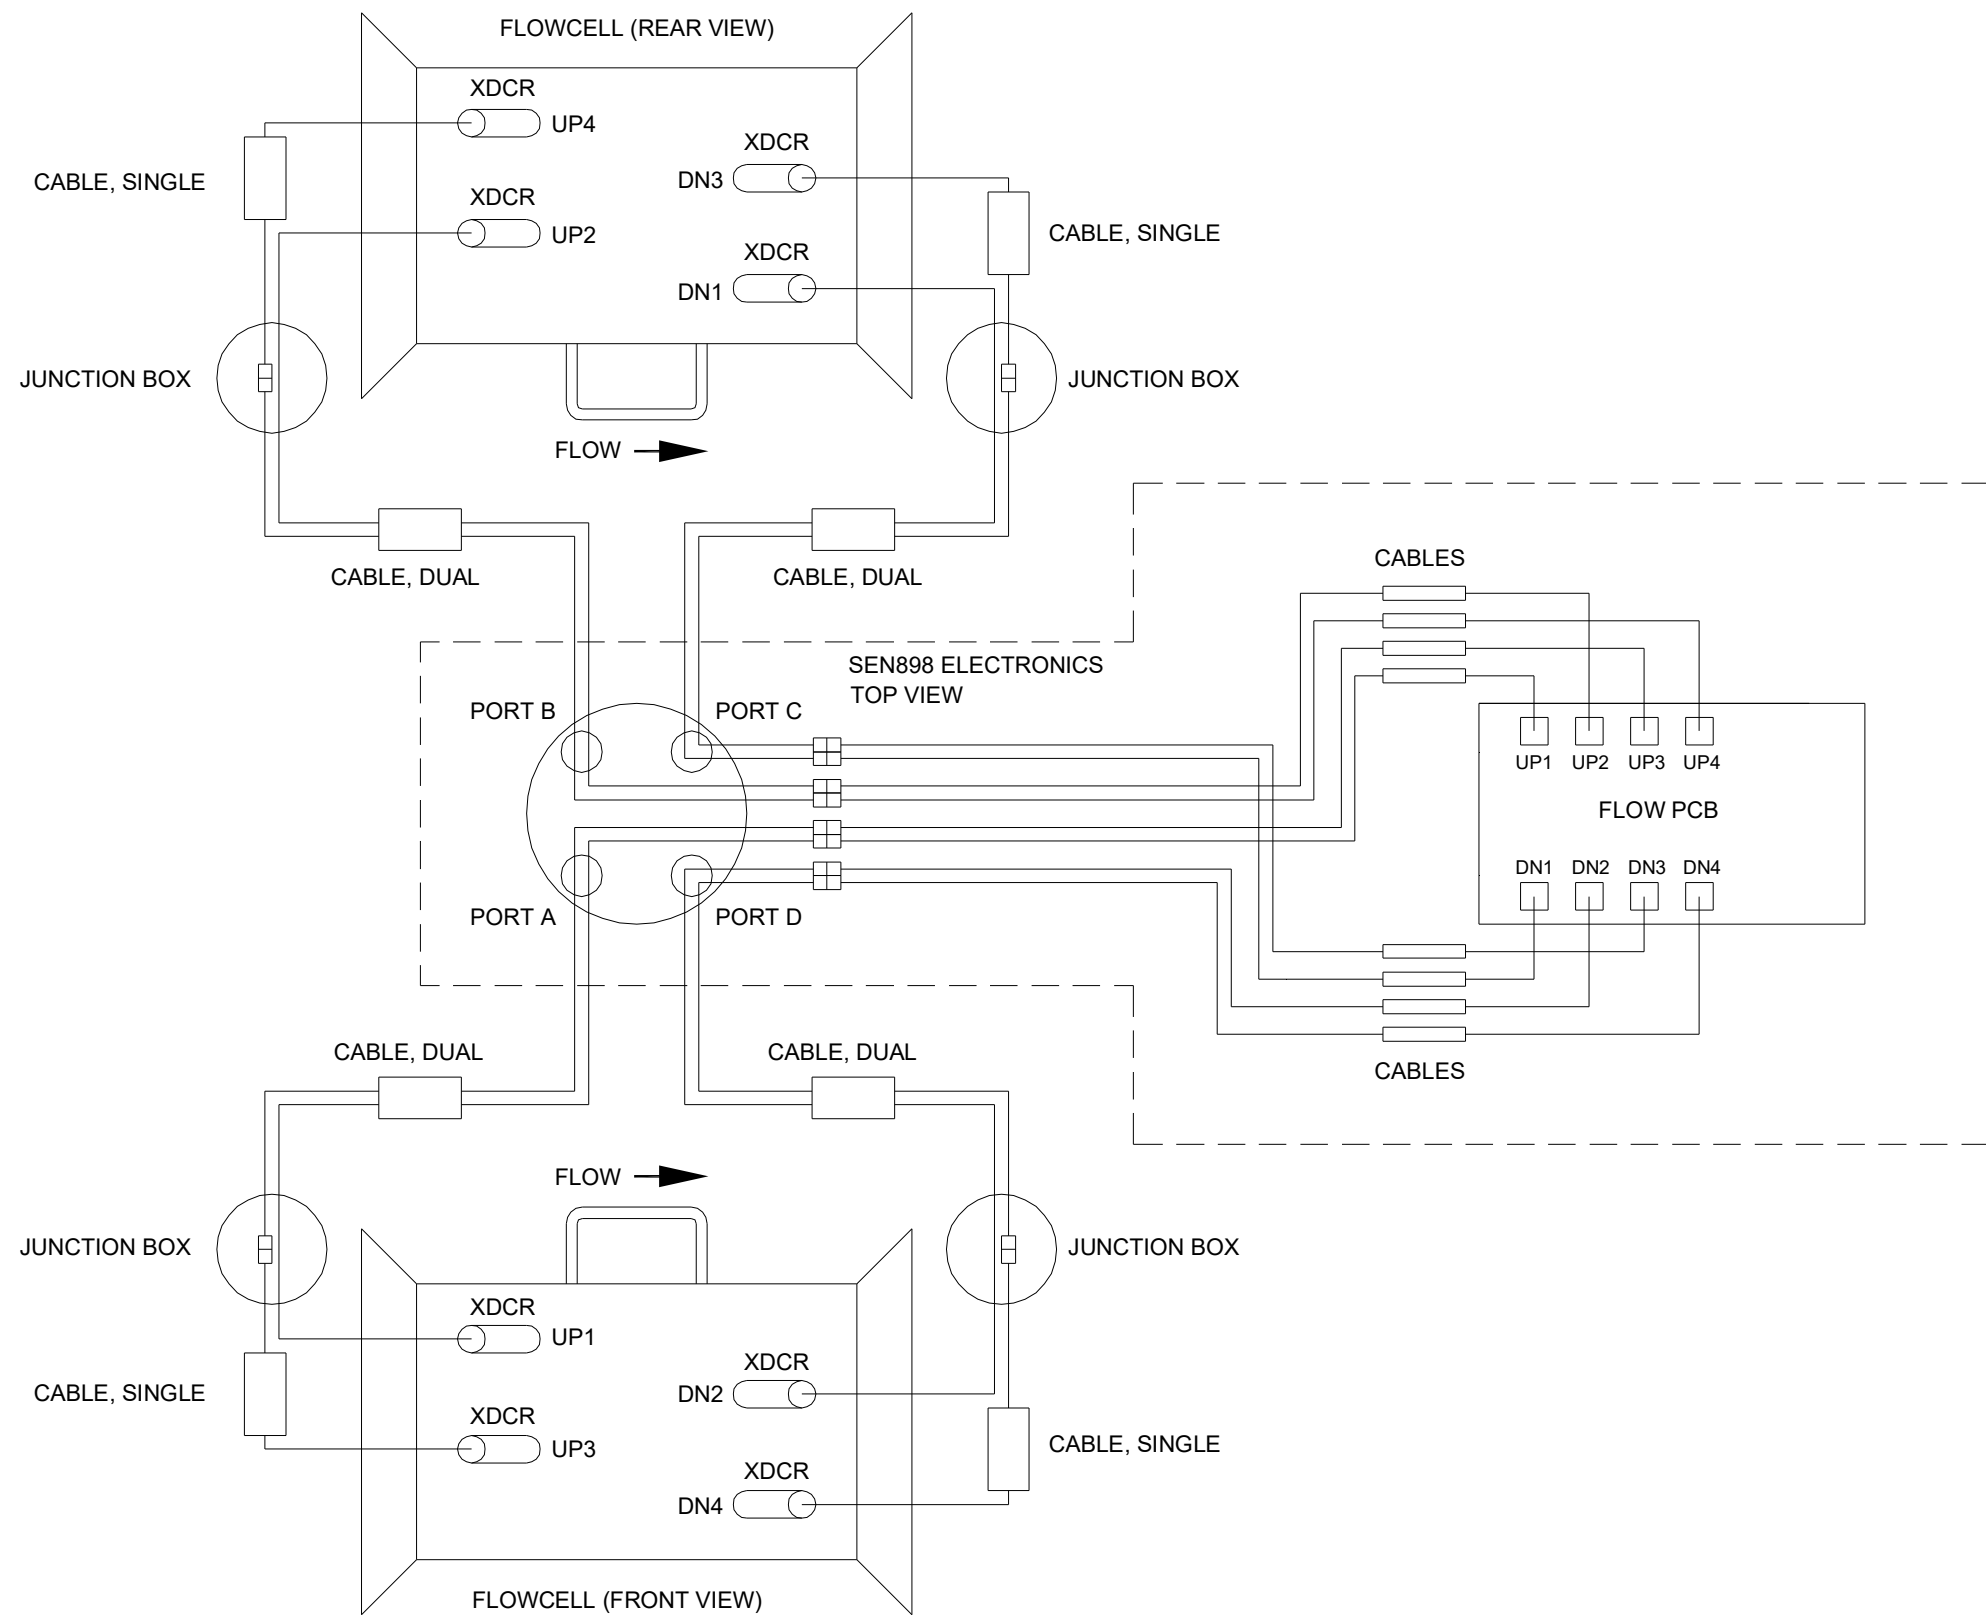 FLOWCELL (REAR VIEW)
XDCR
UP4
XDCR
DN3
CABLE, SINGLE
XDCR
UP2
CABLE, SINGLE
XDCR
DN1
JUNCTION BOX
JUNCTION BOX
FLOW
CABLE, DUAL
CABLE, DUAL
CABLES
SEN898 ELECTRONICS
TOP VIEW
PORT B
PORT C
UP1
UP2
UP3
UP4
FLOW PCB
DN1
DN2
DN3
DN4
PORT A
PORT D
CABLE, DUAL
CABLE, DUAL
CABLES
FLOW
JUNCTION BOX
JUNCTION BOX
XDCR
UP1
XDCR
DN2
CABLE, SINGLE
XDCR
UP3
CABLE, SINGLE
XDCR
DN4
FLOWCELL (FRONT VIEW)